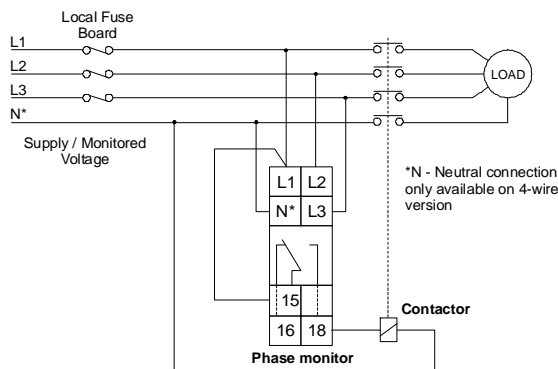 Local Fuse
Board
L1
L2
L3
N*
LOAD
Supply / Monitored
Voltage
*N - Neutral connection
only available on 4-wire
version
L1 L2
N* L3
15
16 18
Contactor
Phase monitor